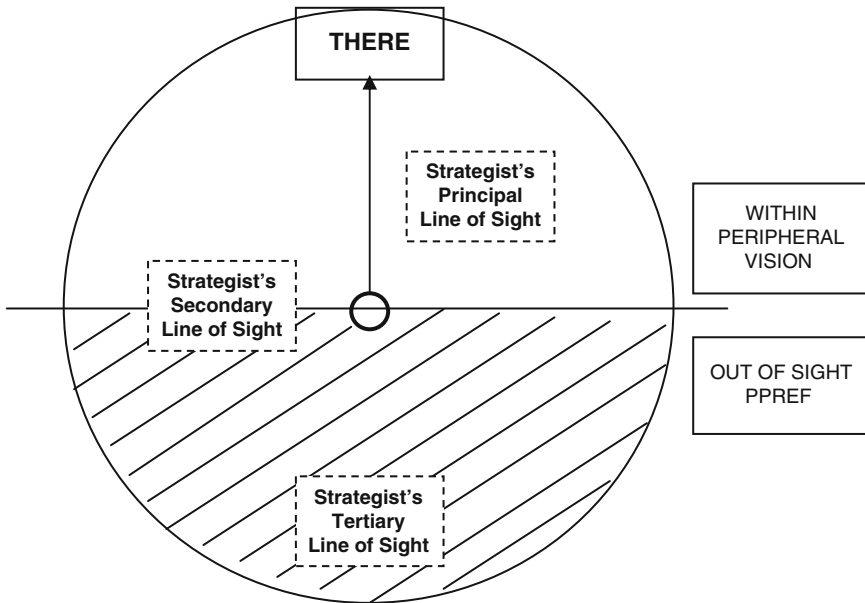 THERE
Strategist's
Principal
Line of Sight
WITHIN
PERIPHERAL
VISION
Strategist's
Secondary
Line of Sight
OUT OF SIGHT
PPREF
Strategist's
Tertiary
Line of Sight